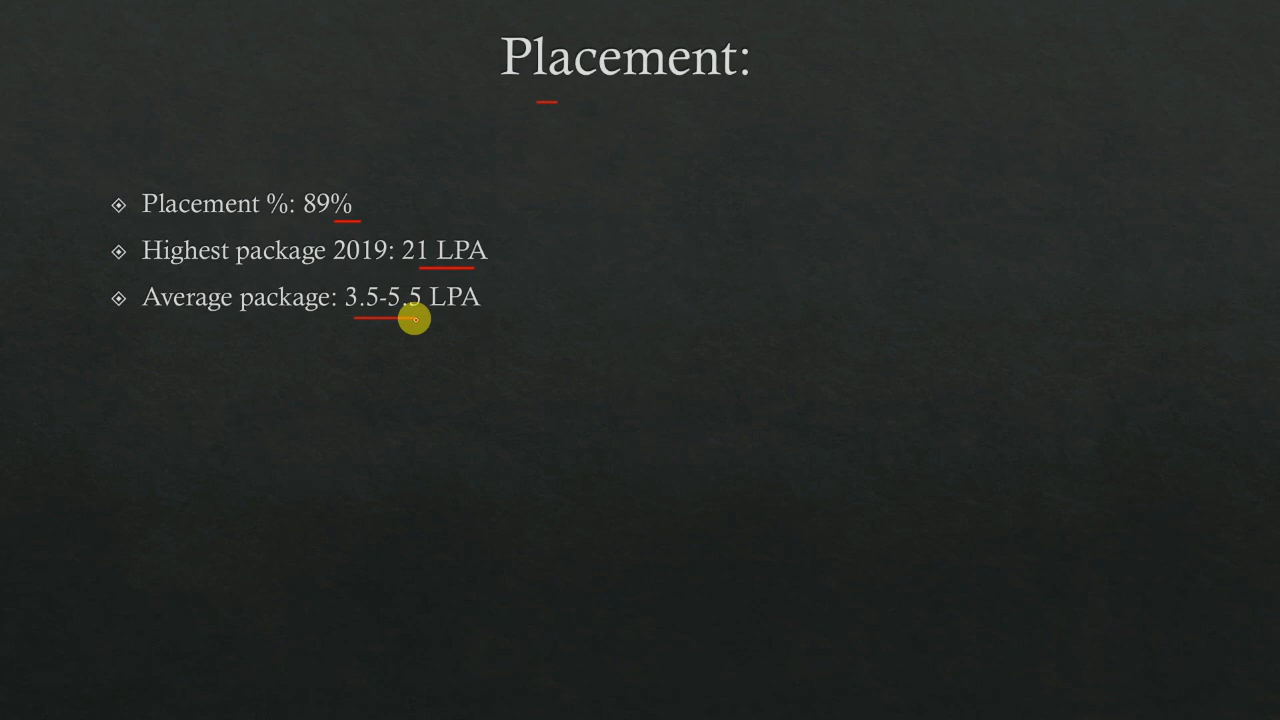 Placement:
Placement %: 89%
Highest package 2019: 21 LPA
Average package: 3.5-5.5 LPA